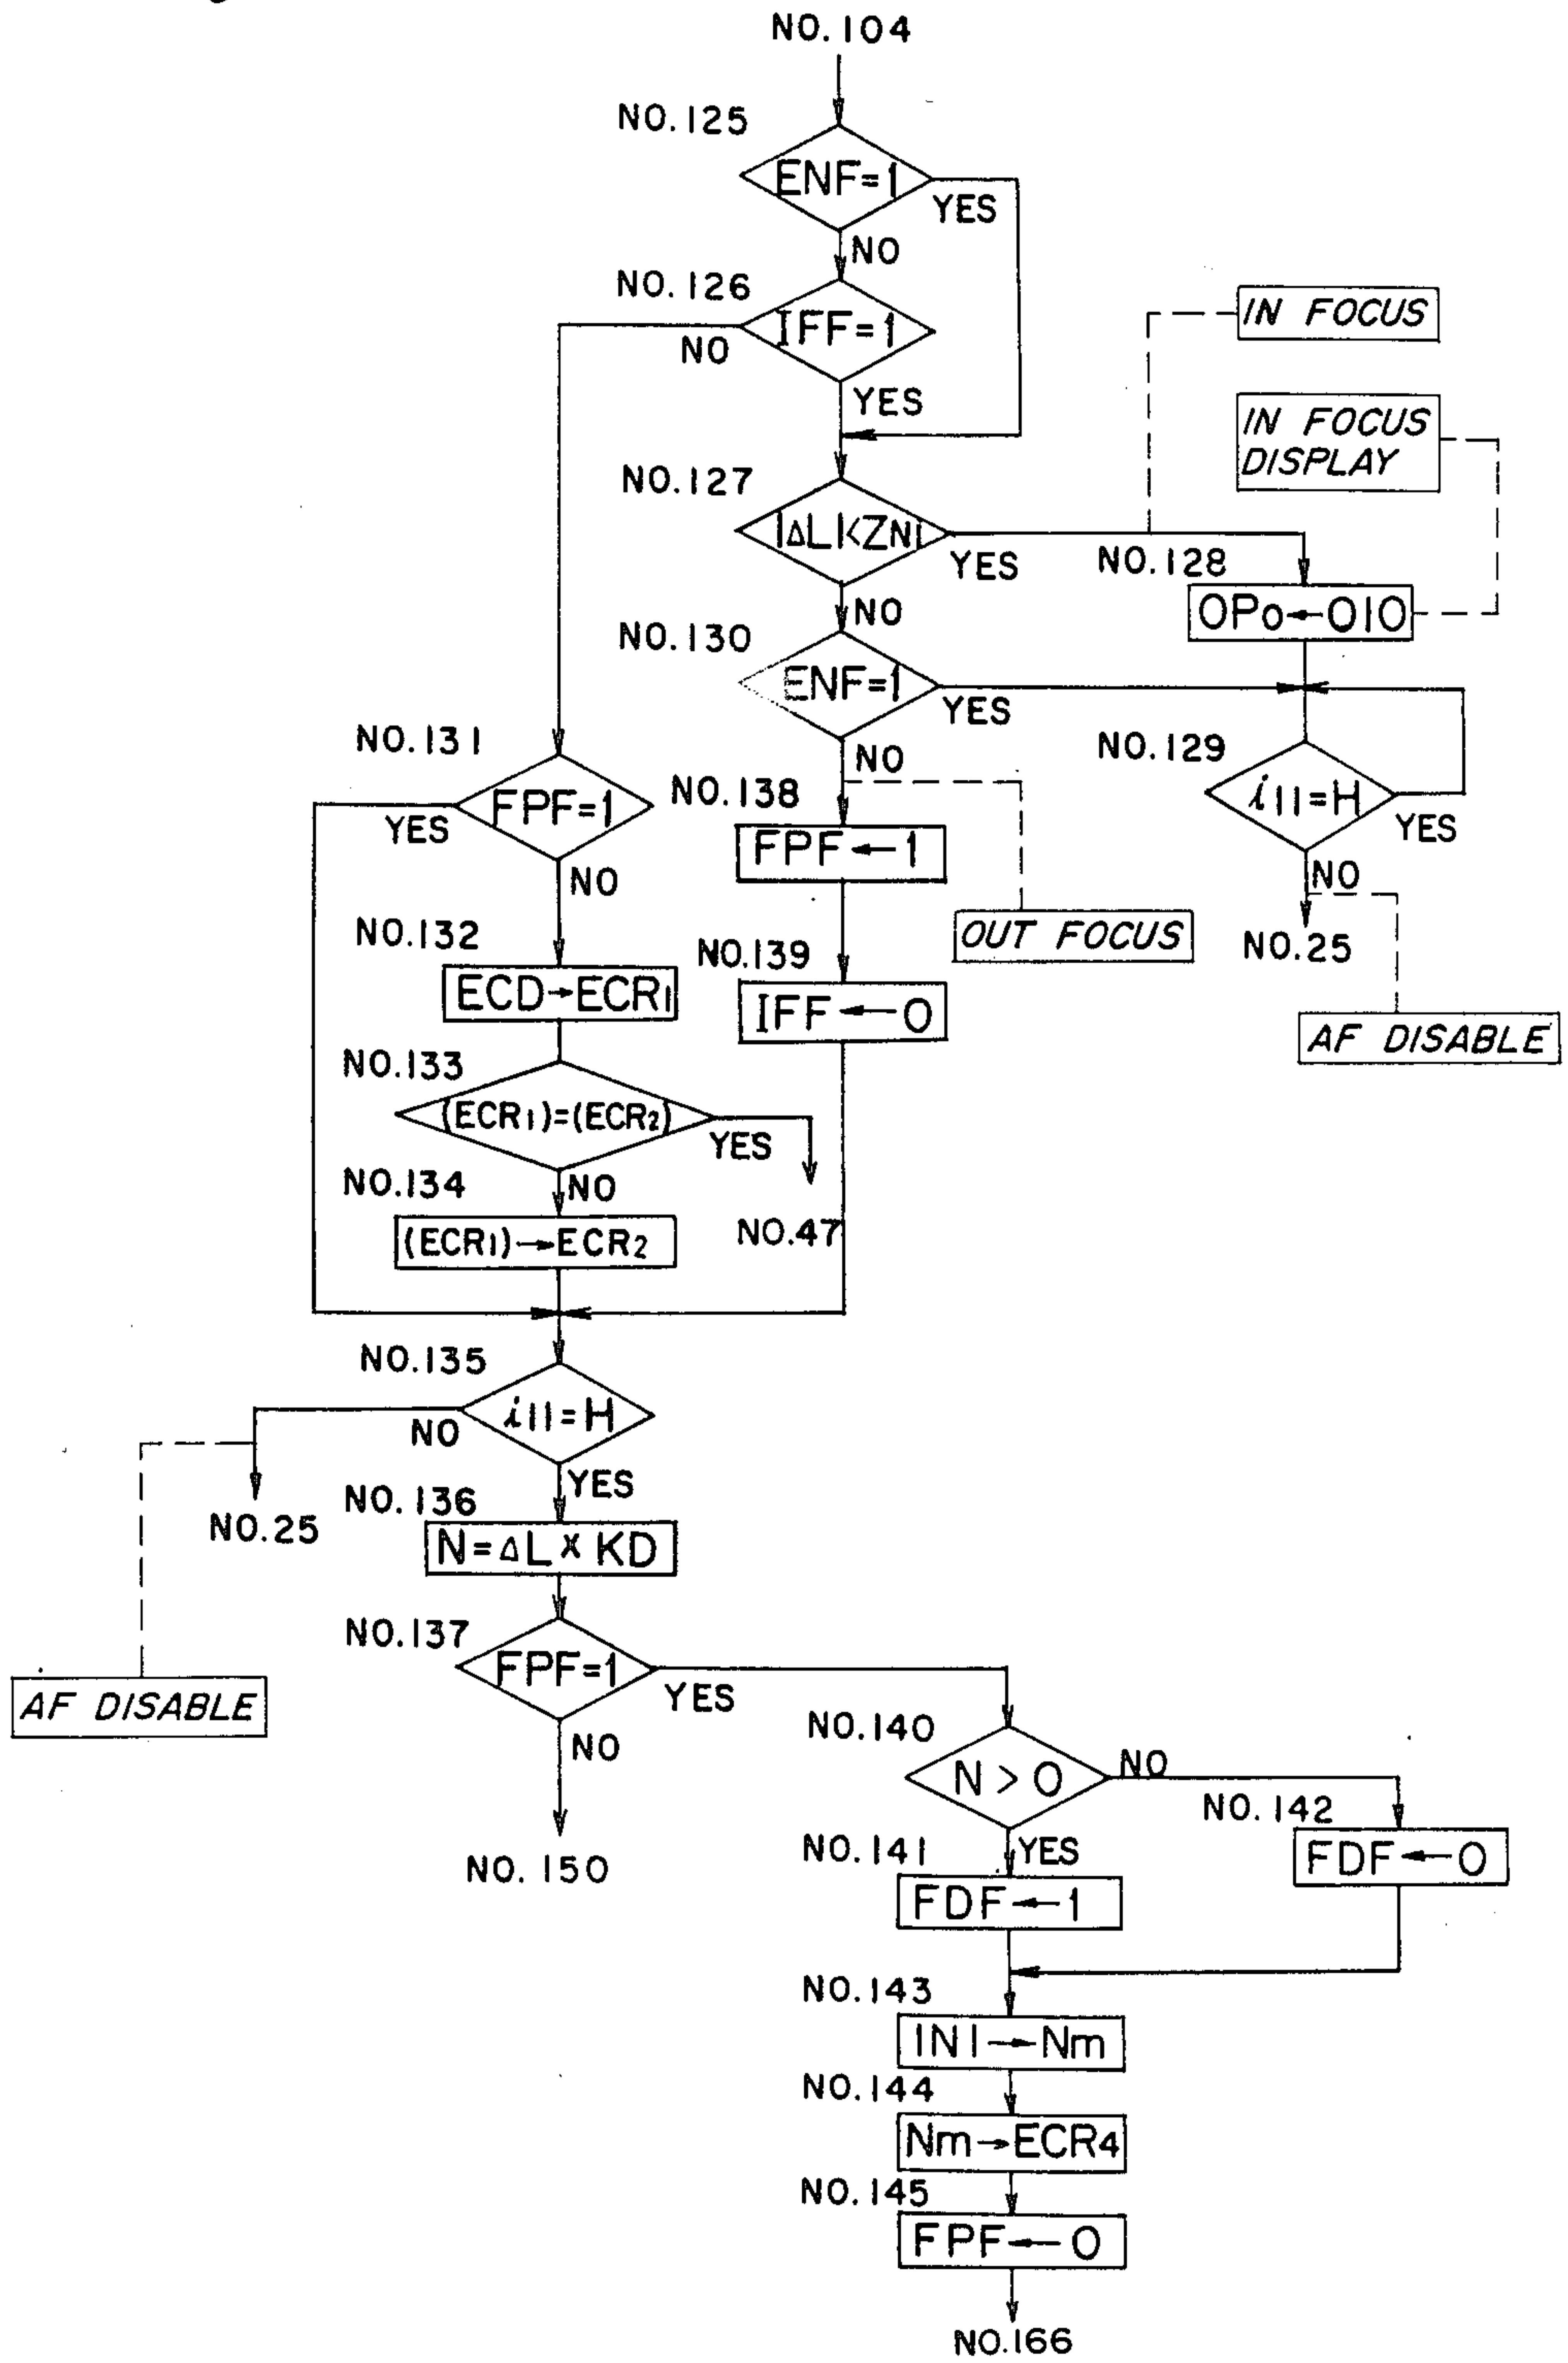 NO.104
NO.125
ENF=1
YES
NO
NO.126
IFF=1
NO
YES
IN FOCUS
IN FOCUS
DISPLAY
NO.127
|ΔL|<ZN1
YES
NO
NO.128
OPo←010
NO.130
ENF=1
YES
NO
NO.129
i11=H
YES
NO
NO.25
AF DISABLE
NO.131
FPF=1
YES
NO
NO.138
FPF←1
OUT FOCUS
NO.132
ECD→ECR1
NO.139
IFF←0
NO.133
(ECR1)=(ECR2)
YES
NO
NO.47
NO.134
(ECR1)→ECR2
NO.135
i11=H
NO
YES
NO.25
AF DISABLE
NO.136
N=ΔL×KD
NO.137
FPF=1
YES
NO
NO.150
NO.140
N>0
NO
YES
NO.142
FDF←0
NO.141
FDF←1
NO.143
|N|→Nm
NO.144
Nm→ECR4
NO.145
FPF←0
NO.166